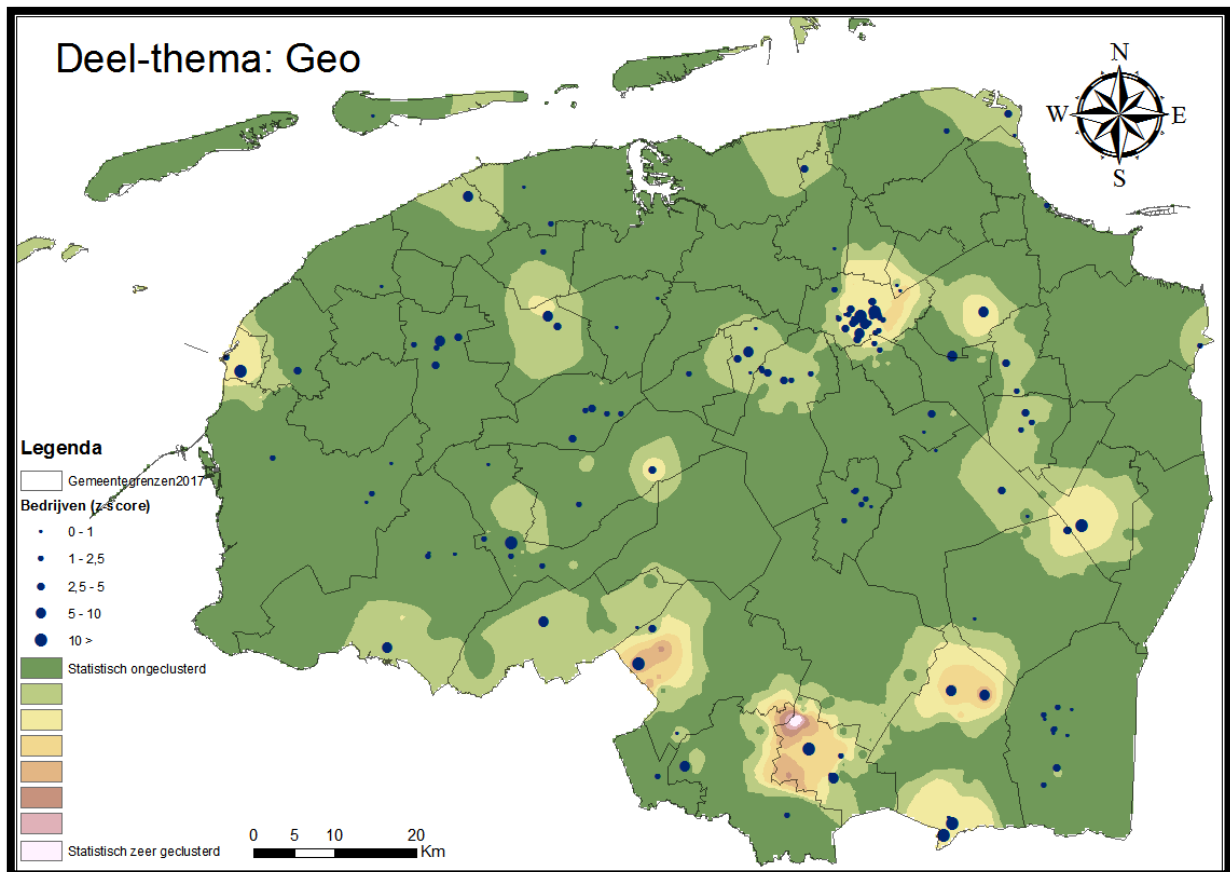 Deel-thema: Geo
N
W E
S
Legenda
Gemeentegrenzen2017
Bedrijven (z-score)
0 - 1
1 - 2,5
2,5 - 5
5 - 10
10 >
Statistisch ongeclusterd
Statistisch zeer geclusterd
0 5 10 20
Km